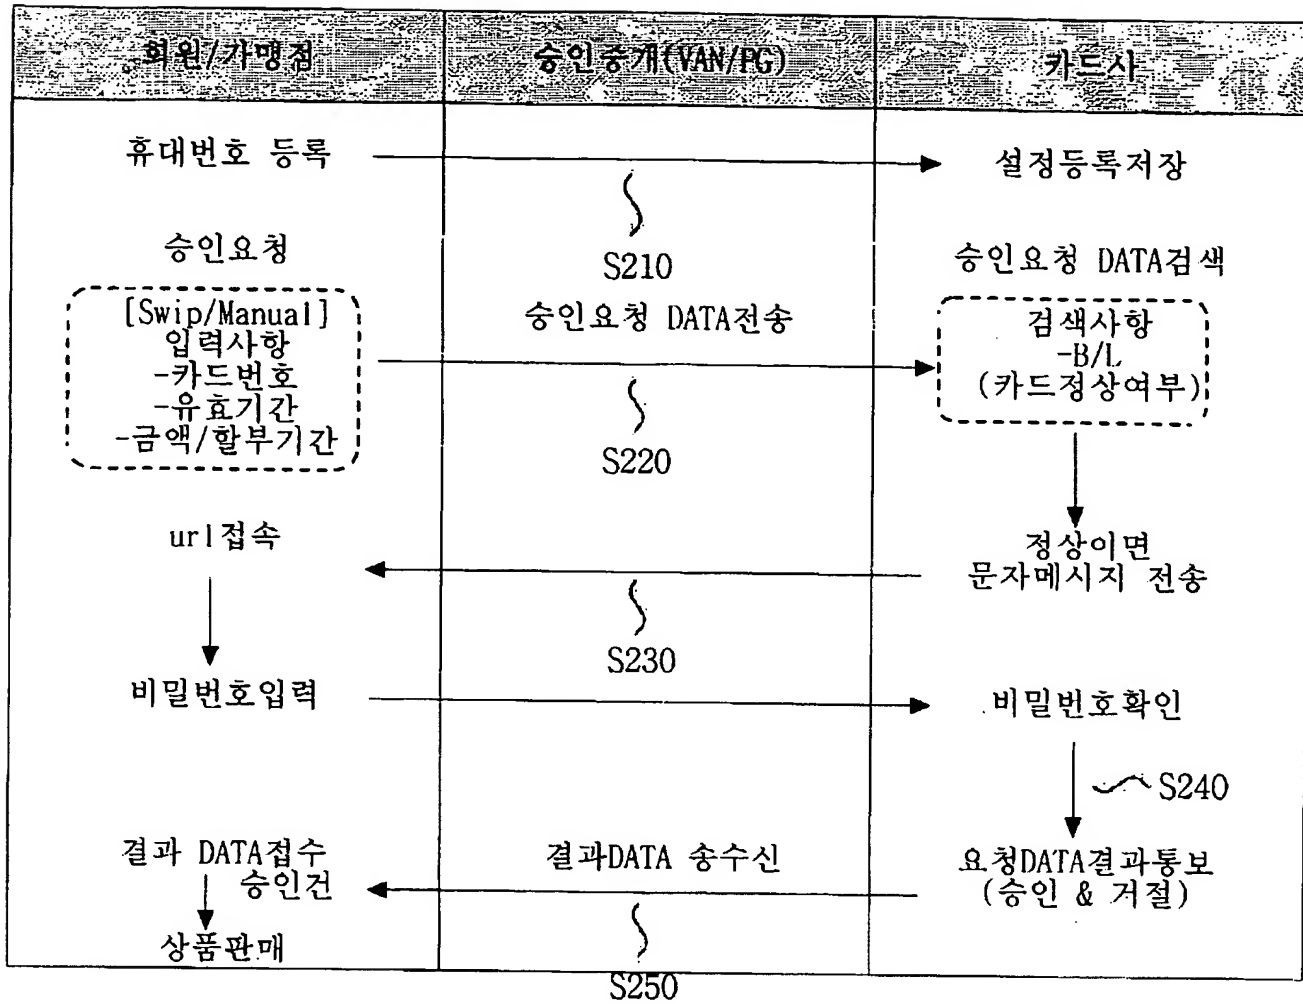 회원/가맹점
승인중개(VAN/PG)
카드사
휴대번호 등록
설정등록저장
S210
승인요청
승인요청 DATA검색
[Swip/Manual]
입력사항
-카드번호
-유효기간
-금액/할부기간
승인요청 DATA전송
검색사항
-B/L
(카드정상여부)
S220
url접속
정상이면
문자메시지 전송
S230
비밀번호입력
비밀번호확인
S240
결과 DATA접수
승인건
결과DATA 송수신
요청DATA결과통보
(승인 & 거절)
상품판매
S250